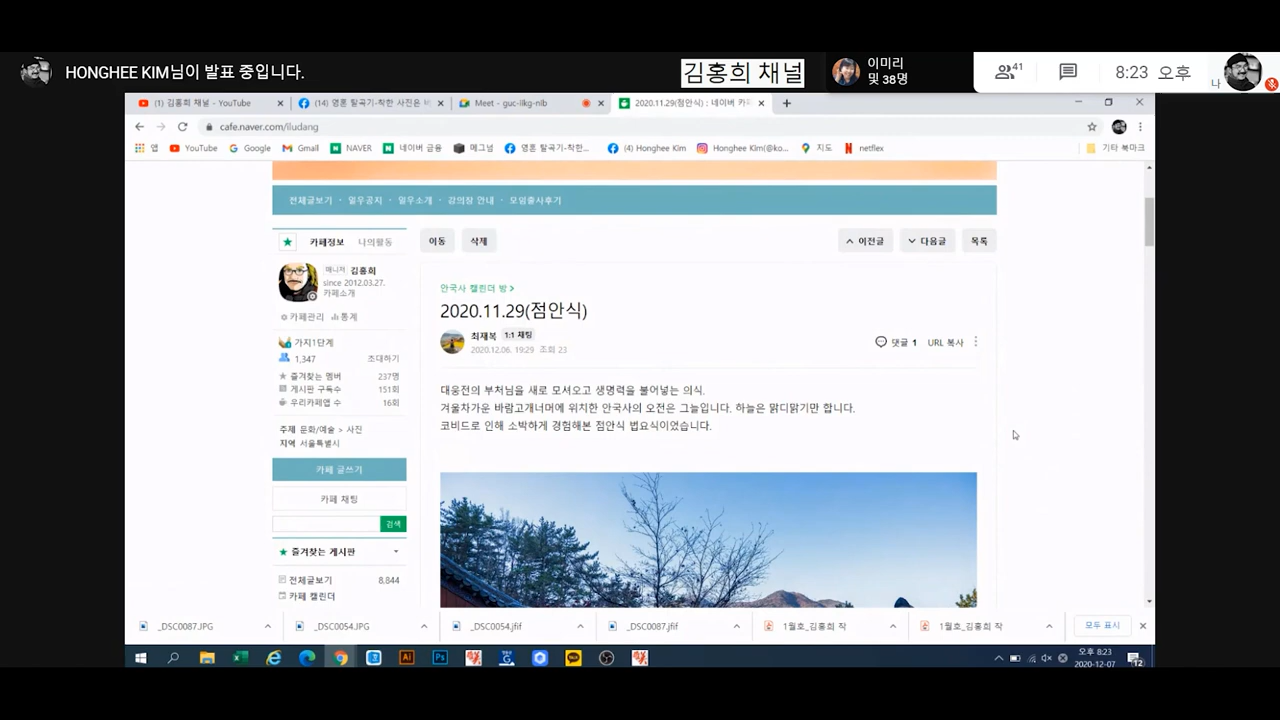 HONGHEE KIM님이 발표 중입니다.
김홍희 채널
이미리
및 38명
41
8:23 오후
나
(1) 김홍희 채널 - YouTube
(14) 영혼 탈곡기-착한 사진은 버
Meet - guc-iikg-nib
2020.11.29(점안식) : 네이버 카페
cafe.naver.com/iludang
앱 YouTube Google Gmail NAVER 네이버 금융 메그넘 영혼 탈곡기-착한... (4) Honghee Kim Honghee Kim(@ko... 지도 netflex 기타 북마크
전체글보기 · 일우공지 · 일우소개 · 강의장 안내 · 모임출사후기
카페정보 나의활동
이동 삭제
이전글 다음글 목록
매니저 김홍희
since 2012.03.27.
카페소개
카페관리 통계
가지1단계
1,347 초대하기
즐겨찾는 멤버 237명
게시판 구독수 151회
우리카페앱 수 16회
주제 문화/예술 > 사진
지역 서울특별시
카페 글쓰기
카페 채팅
검색
즐겨찾는 게시판
전체글보기 8,844
카페 캘린더
안국사 캘린더 방 >
2020.11.29(점안식)
최재복 1:1 채팅
2020.12.06. 19:29 조회 23
댓글 1 URL 복사
대웅전의 부처님을 새로 모셔오고 생명력을 불어넣는 의식.
겨울차가운 바람고개너머에 위치한 안국사의 오전은 그늘입니다. 하늘은 맑디맑기만 합니다.
코비드로 인해 소박하게 경험해본 점안식 법요식이었습니다.
_DSC0087.JPG
_DSC0054.JPG
_DSC0054.jfif
_DSC0087.jfif
1월호_김홍희 작
1월호_김홍희 작
모두 표시
오후 8:23
2020-12-07
12